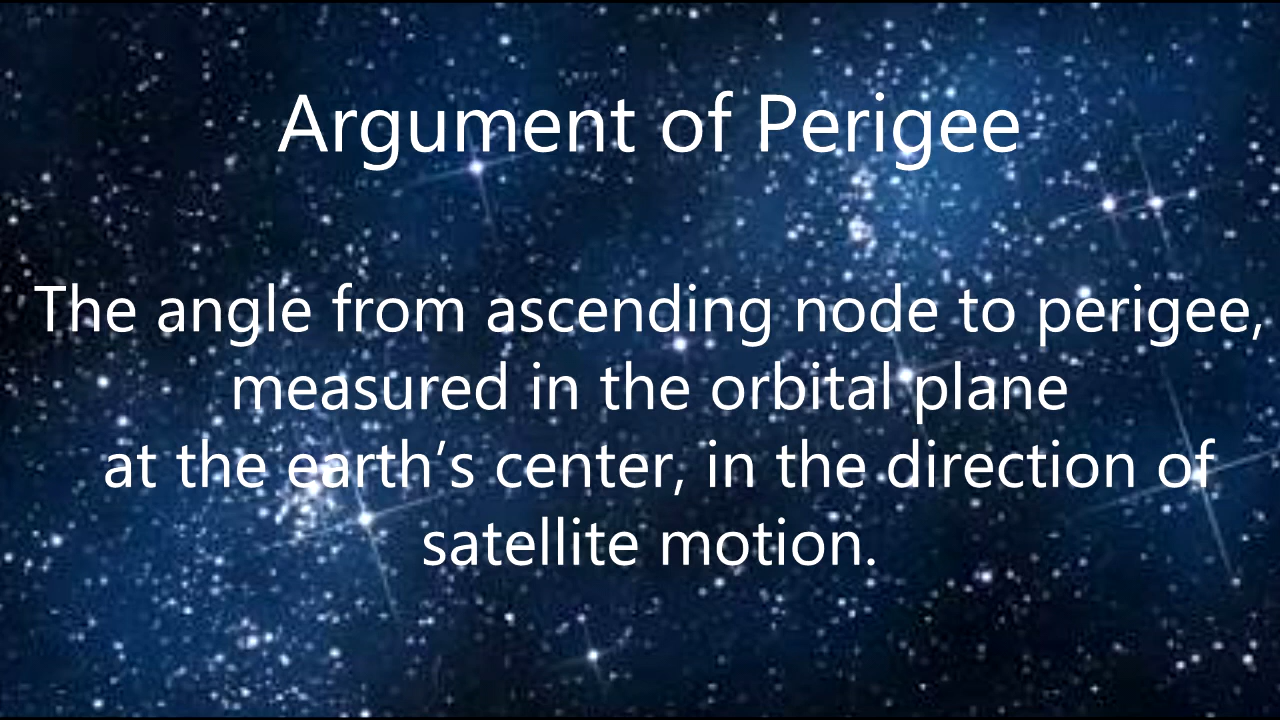 Argument of Perigee
The angle from ascending node to perigee,
measured in the orbital plane
at the earth’s center, in the direction of
satellite motion.